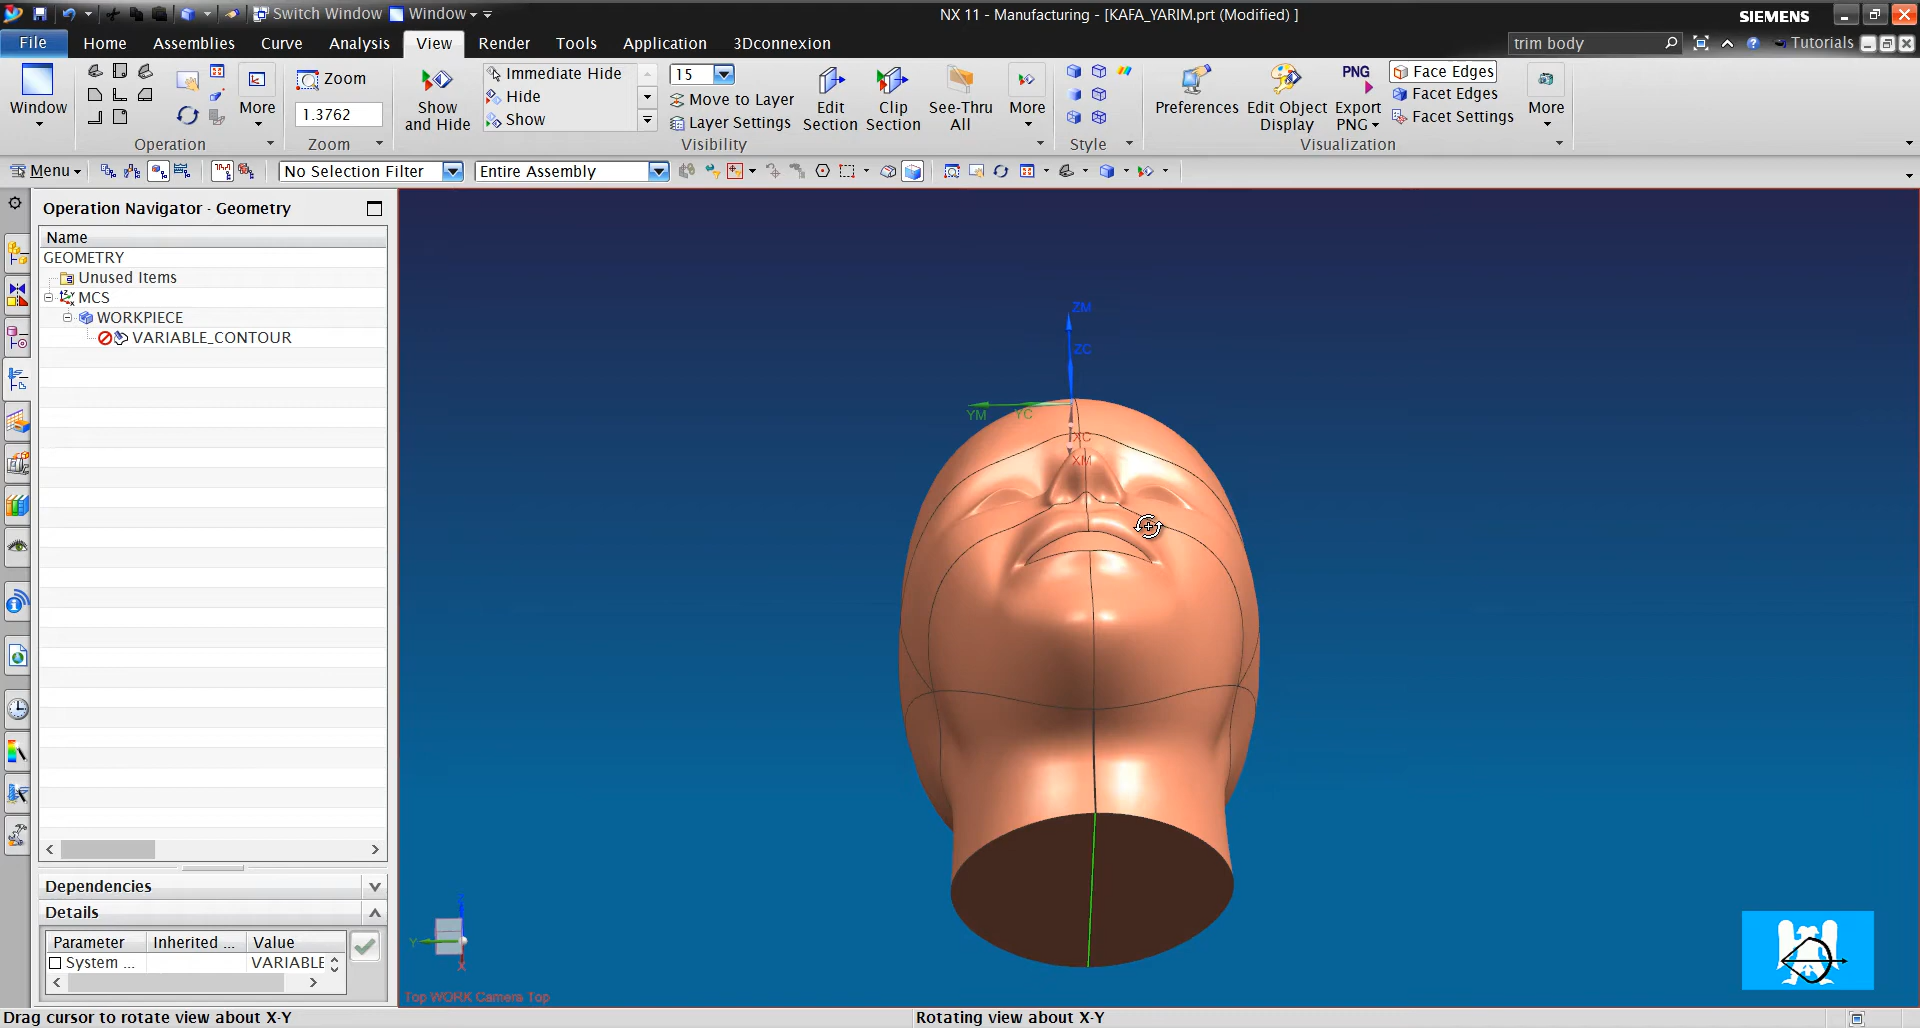 Switch Window Window
NX 11 - Manufacturing - [KAFA_YARIM.prt (Modified) ]
SIEMENS
File Home Assemblies Curve Analysis View Render Tools Application 3Dconnexion
trim body
Tutorials
Window
More
Operation
Zoom
1.3762
Zoom
Show and Hide
Immediate Hide
Hide
Show
15
Move to Layer
Layer Settings
Visibility
Edit Section
Clip Section
See-Thru All
More
Style
Preferences
Edit Object Display
PNG
Export PNG
Face Edges
Facet Edges
Facet Settings
Visualization
More
Menu
No Selection Filter
Entire Assembly
Operation Navigator - Geometry
Name
GEOMETRY
Unused Items
MCS
WORKPIECE
VARIABLE_CONTOUR
Dependencies
Details
Parameter Inherited ... Value
System ... VARIABLE
ZM
ZC
YM
YC
XC
XM
Y
X
Top WORK Camera Top
Drag cursor to rotate view about X-Y
Rotating view about X-Y